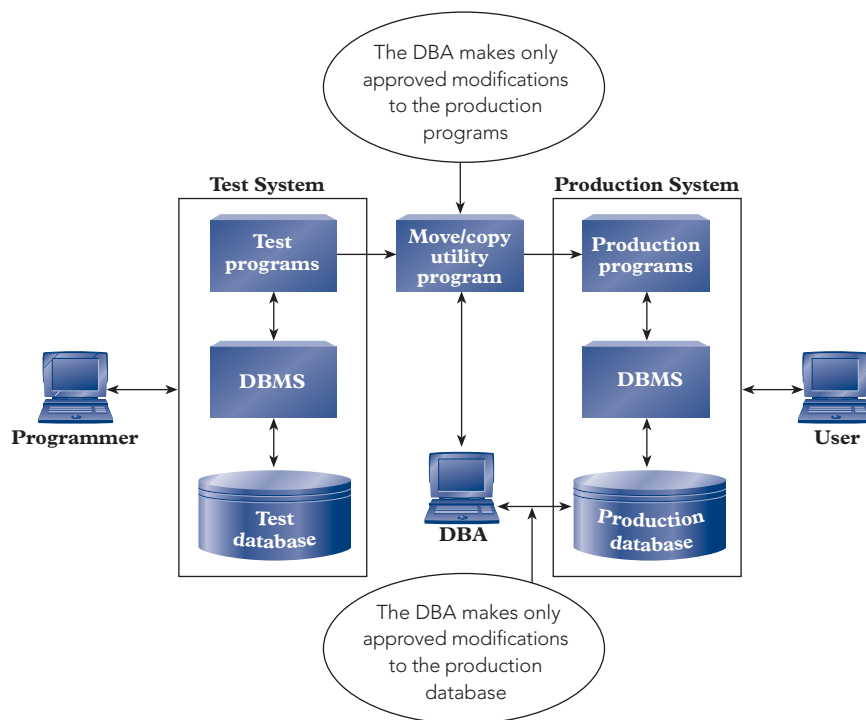 The DBA makes only
approved modifications
to the production
programs
Test System
Production System
Test
programs
Move/copy
utility
program
Production
programs
DBMS
DBMS
Programmer
User
Test
database
DBA
Production
database
The DBA makes only
approved modifications
to the production
database